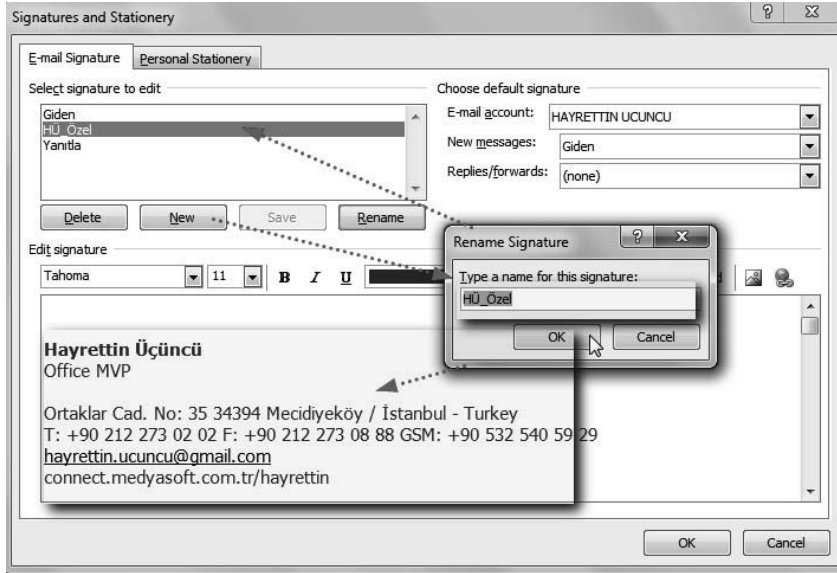 Signatures and Stationery
E-mail Signature Personal Stationery
Select signature to edit
Giden
HÜ_Özel
Yanıtla
Delete New Save Rename
Choose default signature
E-mail account: HAYRETTIN UCUNCU
New messages: Giden
Replies/forwards: (none)
Edit signature
Tahoma 11 B I U
Rename Signature
Type a name for this signature:
HÜ_Özel
OK Cancel
Hayrettin Üçüncü
Office MVP
Ortaklar Cad. No: 35 34394 Mecidiyeköy / İstanbul - Turkey
T: +90 212 273 02 02 F: +90 212 273 08 88 GSM: +90 532 540 59 29
hayrettin.ucuncu@gmail.com
connect.medyasoft.com.tr/hayrettin
OK Cancel